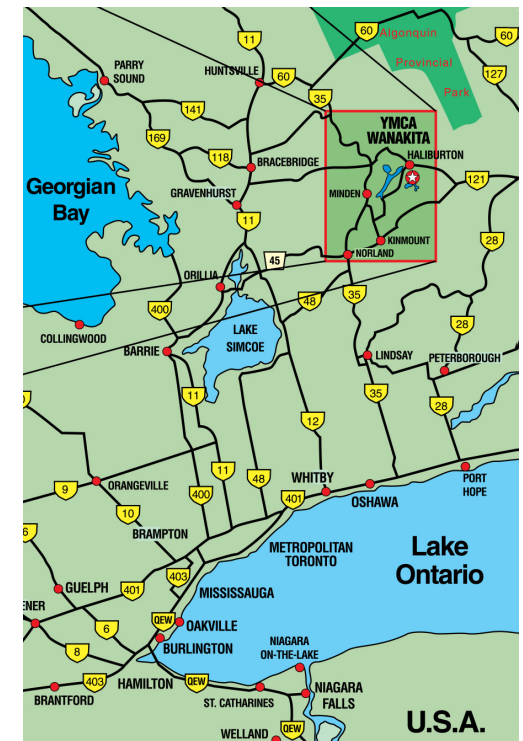 11
60
60
Algonquin
Provincial
Park
PARRY
SOUND
HUNTSVILLE
60
127
35
141
YMCA
WANAKITA
169
118
BRACEBRIDGE
HALIBURTON
121
Georgian
Bay
GRAVENHURST
MINDEN
11
KINMOUNT
28
45
NORLAND
ORILLIA
35
48
400
LAKE
SIMCOE
28
COLLINGWOOD
BARRIE
LINDSAY
PETERBOROUGH
11
35
28
12
11
48
WHITBY
PORT
HOPE
9
ORANGEVILLE
400
401
OSHAWA
10
BRAMPTON
METROPOLITAN
TORONTO
Lake
Ontario
403
GUELPH
401
MISSISSAUGA
ENER
6
QEW
OAKVILLE
BURLINGTON
NIAGARA
ON-THE-LAKE
8
403
HAMILTON
QEW
BRANTFORD
ST. CATHARINES
NIAGARA
FALLS
U.S.A.
WELLAND
QEW